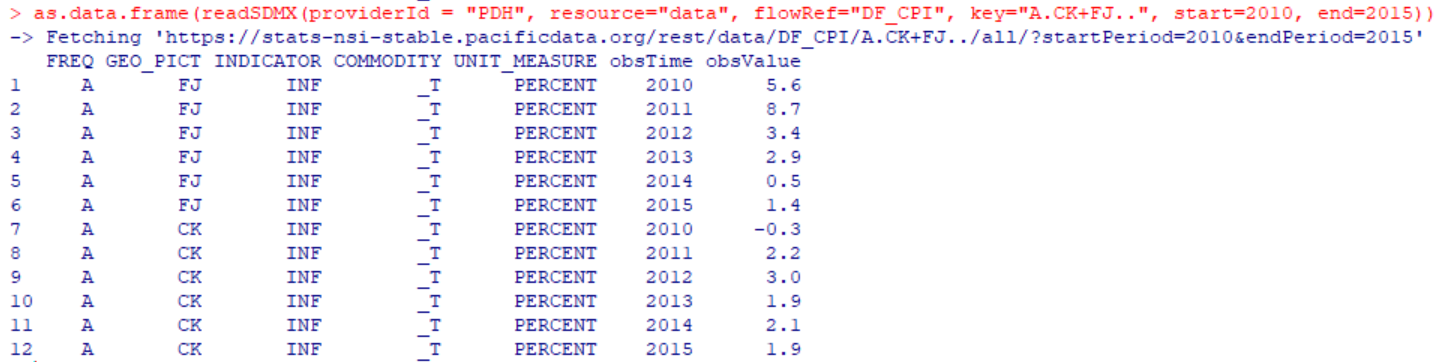 > as.data.frame(readSDMX(providerId = "PDH", resource="data", flowRef="DF_CPI", key="A.CK+FJ..", start=2010, end=2015))
-> Fetching 'https://stats-nsi-stable.pacificdata.org/rest/data/DF_CPI/A.CK+FJ../all/?startPeriod=2010&endPeriod=2015'
   FREQ GEO_PICT INDICATOR COMMODITY UNIT_MEASURE obsTime obsValue
1     A       FJ       INF        _T      PERCENT    2010      5.6
2     A       FJ       INF        _T      PERCENT    2011      8.7
3     A       FJ       INF        _T      PERCENT    2012      3.4
4     A       FJ       INF        _T      PERCENT    2013      2.9
5     A       FJ       INF        _T      PERCENT    2014      0.5
6     A       FJ       INF        _T      PERCENT    2015      1.4
7     A       CK       INF        _T      PERCENT    2010     -0.3
8     A       CK       INF        _T      PERCENT    2011      2.2
9     A       CK       INF        _T      PERCENT    2012      3.0
10    A       CK       INF        _T      PERCENT    2013      1.9
11    A       CK       INF        _T      PERCENT    2014      2.1
12    A       CK       INF        _T      PERCENT    2015      1.9